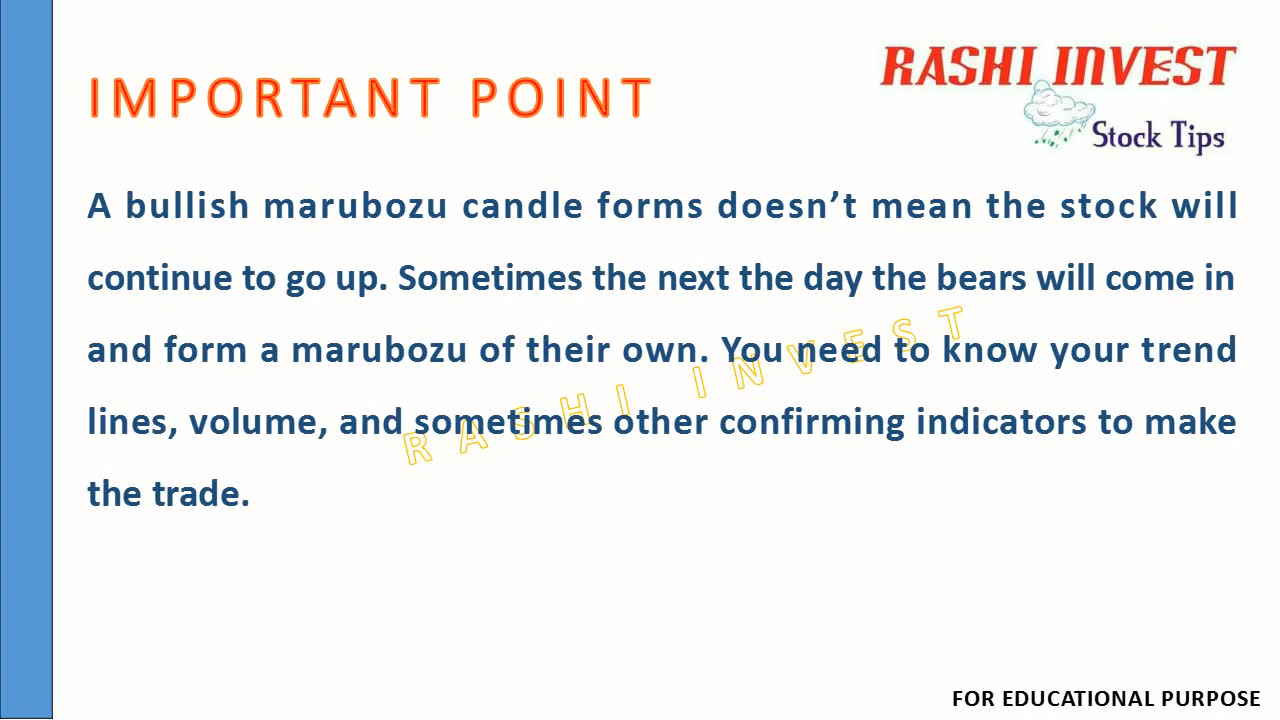 IMPORTANT POINT
RASHI INVEST
Stock Tips
A bullish marubozu candle forms doesn’t mean the stock will
continue to go up. Sometimes the next the day the bears will come in
and form a marubozu of their own. You need to know your trend
lines, volume, and sometimes other confirming indicators to make
the trade.
RASHI INVEST
FOR EDUCATIONAL PURPOSE